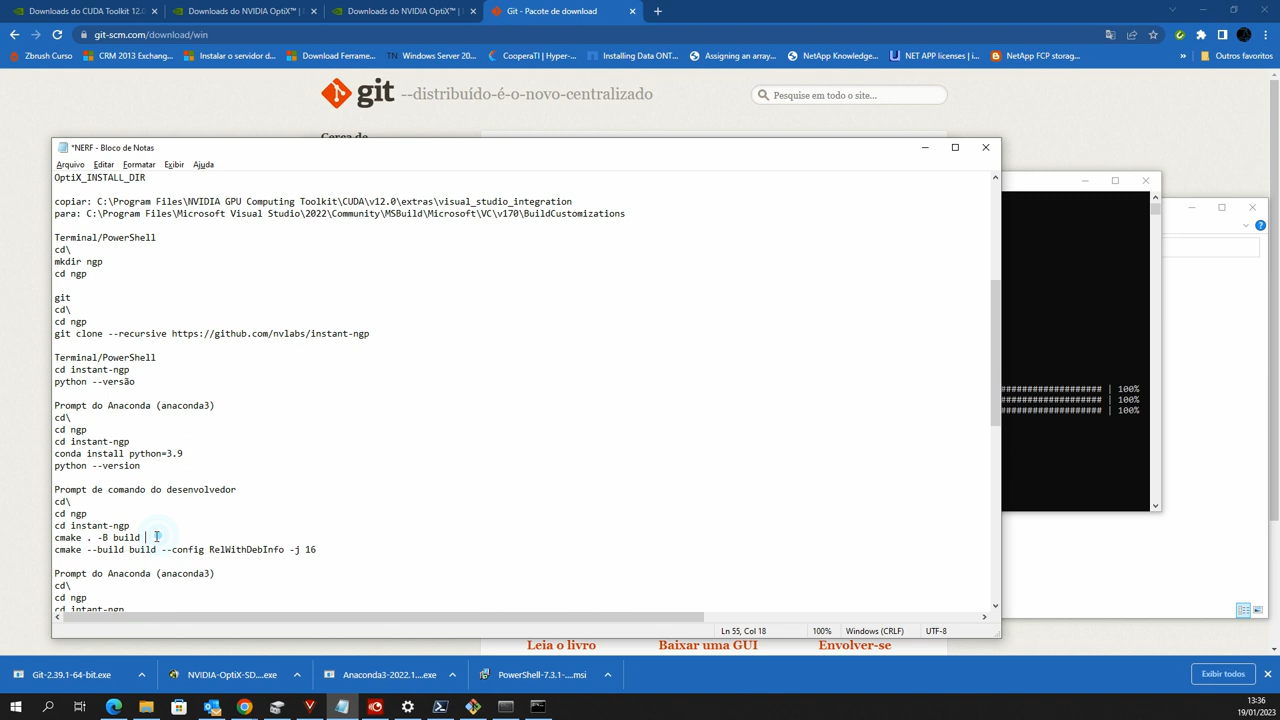 Downloads do CUDA Toolkit 12.0
Downloads do NVIDIA OptiX™ |
Downloads do NVIDIA OptiX™ |
Git - Pacote de download
git-scm.com/download/win
Zbrush Curso
CRM 2013 Exchang...
Instalar o servidor d...
Download Ferrame...
TN Windows Server 20...
CooperaTI | Hyper-...
Installing Data ONT...
Assigning an array...
NetApp Knowledge...
NET APP licenses | i...
NetApp FCP storag...
»
Outros favoritos
git --distribuído-é-o-novo-centralizado
Pesquise em todo o site...
Cerca de
*NERF - Bloco de Notas
Arquivo Editar Formatar Exibir Ajuda
OptiX_INSTALL_DIR
copiar: C:\Program Files\NVIDIA GPU Computing Toolkit\CUDA\v12.0\extras\visual_studio_integration
para: C:\Program Files\Microsoft Visual Studio\2022\Community\MSBuild\Microsoft\VC\v170\BuildCustomizations
Terminal/PowerShell
cd\
mkdir ngp
cd ngp
git
cd\
cd ngp
git clone --recursive https://github.com/nvlabs/instant-ngp
Terminal/PowerShell
cd instant-ngp
python --versão
Prompt do Anaconda (anaconda3)
cd\
cd ngp
cd instant-ngp
conda install python=3.9
python --version
Prompt de comando do desenvolvedor
cd\
cd ngp
cd instant-ngp
cmake . -B build
cmake --build build --config RelWithDebInfo -j 16
Prompt do Anaconda (anaconda3)
cd\
cd ngp
cd intant-ngp
################### | 100%
################### | 100%
################### | 100%
Ln 55, Col 18
100%
Windows (CRLF)
UTF-8
Leia o livro
Baixar uma GUI
Envolver-se
Git-2.39.1-64-bit.exe
NVIDIA-OptiX-SD....exe
Anaconda3-2022.1....exe
PowerShell-7.3.1-....msi
Exibir todos
13:36
19/01/2023